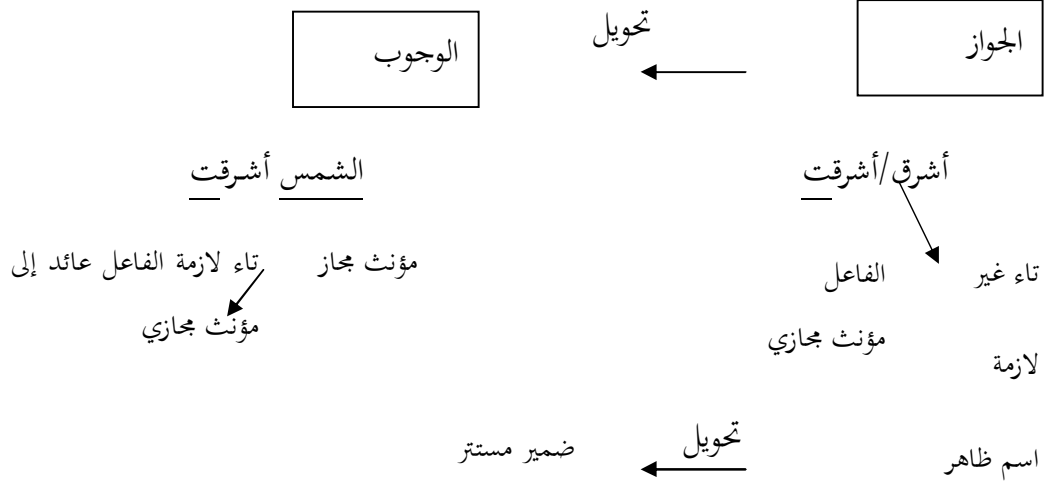 الجواز تحويل الوجوب
أشرق/أشرقت الشمس أشرقت
تاء غير الفاعل مؤنث مجاز تاء لازمة الفاعل عائد إلى
لازمة مؤنث مجازي مؤنث مجازي
اسم ظاهر تحويل ضمير مستتر